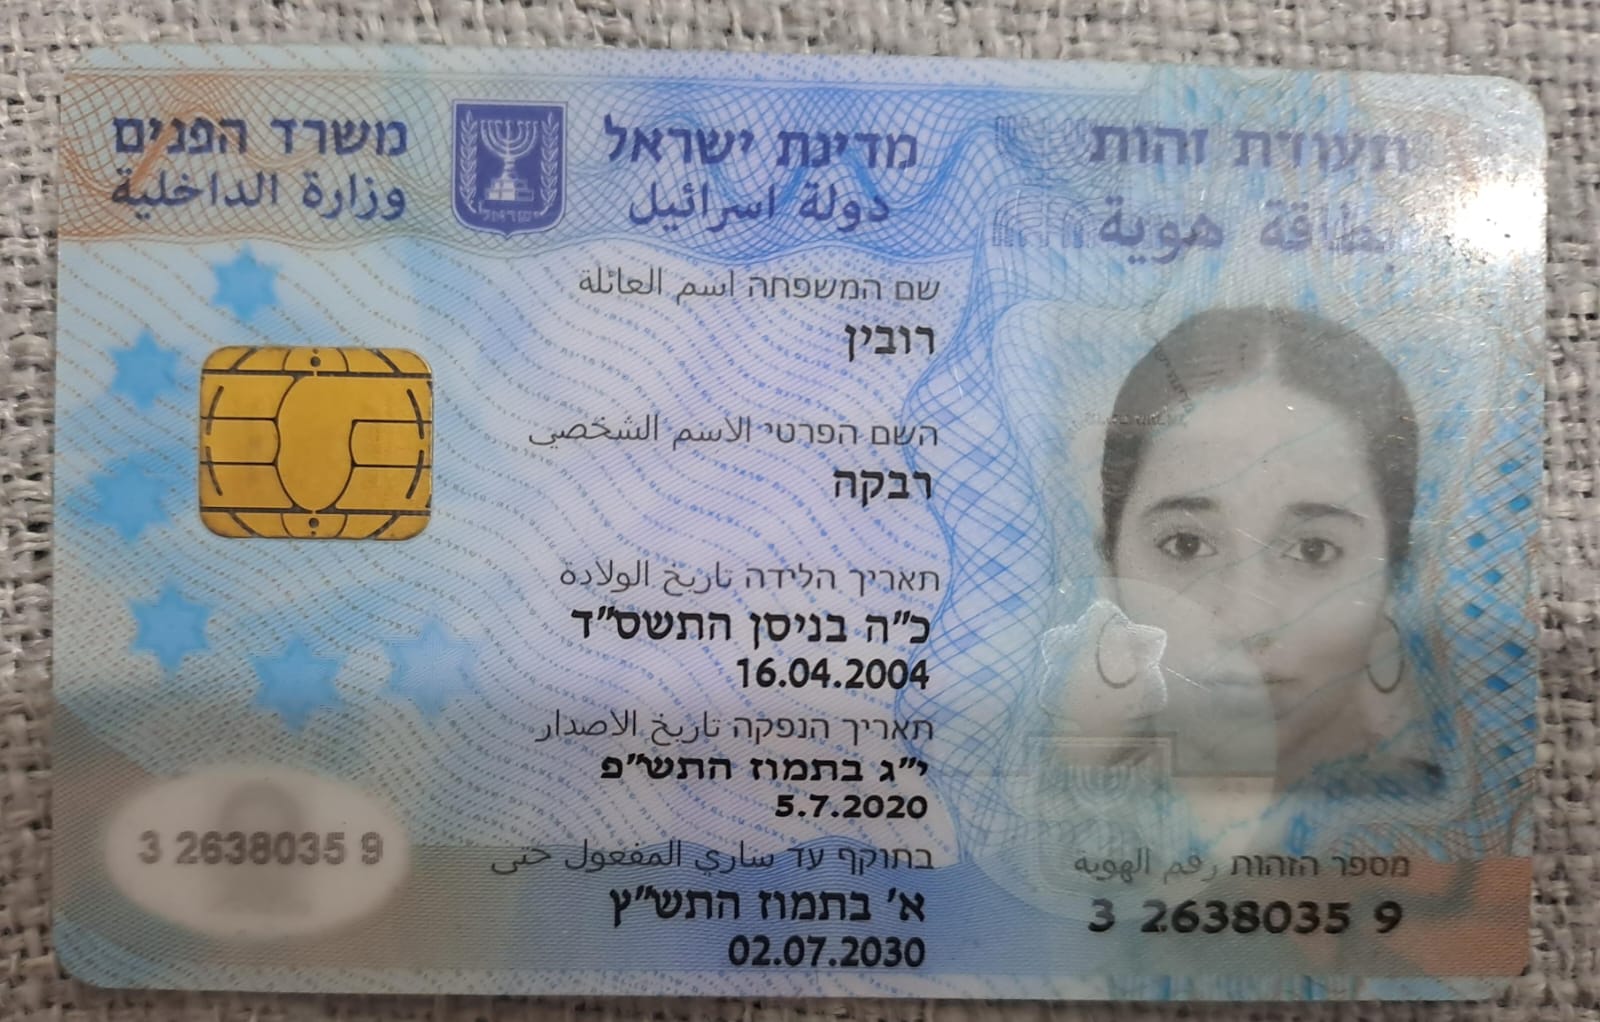 תעודת זהות
بطاقة هوية
מדינת ישראל
دولة اسرائيل
משרד הפנים
وزارة الداخلية
שם המשפחה اسم العائلة
רובין
השם הפרטי الاسم الشخصي
רבקה
תאריך הלידה تاريخ الولادة
כ"ה בניסן התשס"ד
16.04.2004
תאריך הנפקה تاريخ الاصدار
י"ג בתמוז התש"פ
5.7.2020
בתוקף עד ساري المفعول حتى
א' בתמוז התש"ץ
02.07.2030
מספר הזהות رقم الهوية
3 2638035 9
3 2638035 9